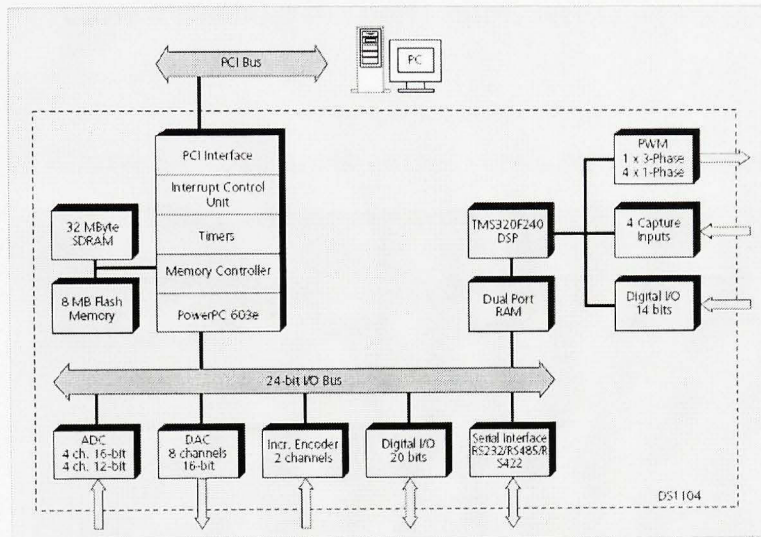 PCI Bus
PC
PCI Interface
Interrupt Control
Unit
Timers
Memory Controller
PowerPC 603e
32 MByte
SDRAM
8 MB Flash
Memory
TMS320F240
DSP
Dual Port
RAM
PWM
1 x 3-Phase
4 x 1-Phase
4 Capture
Inputs
Digital I/O
14 bits
24-bit I/O Bus
ADC
4 ch. 16-bit
4 ch. 12-bit
DAC
8 channels
16-bit
Incr. Encoder
2 channels
Digital I/O
20 bits
Serial Interface
RS232/RS485/R
S422
DS1104